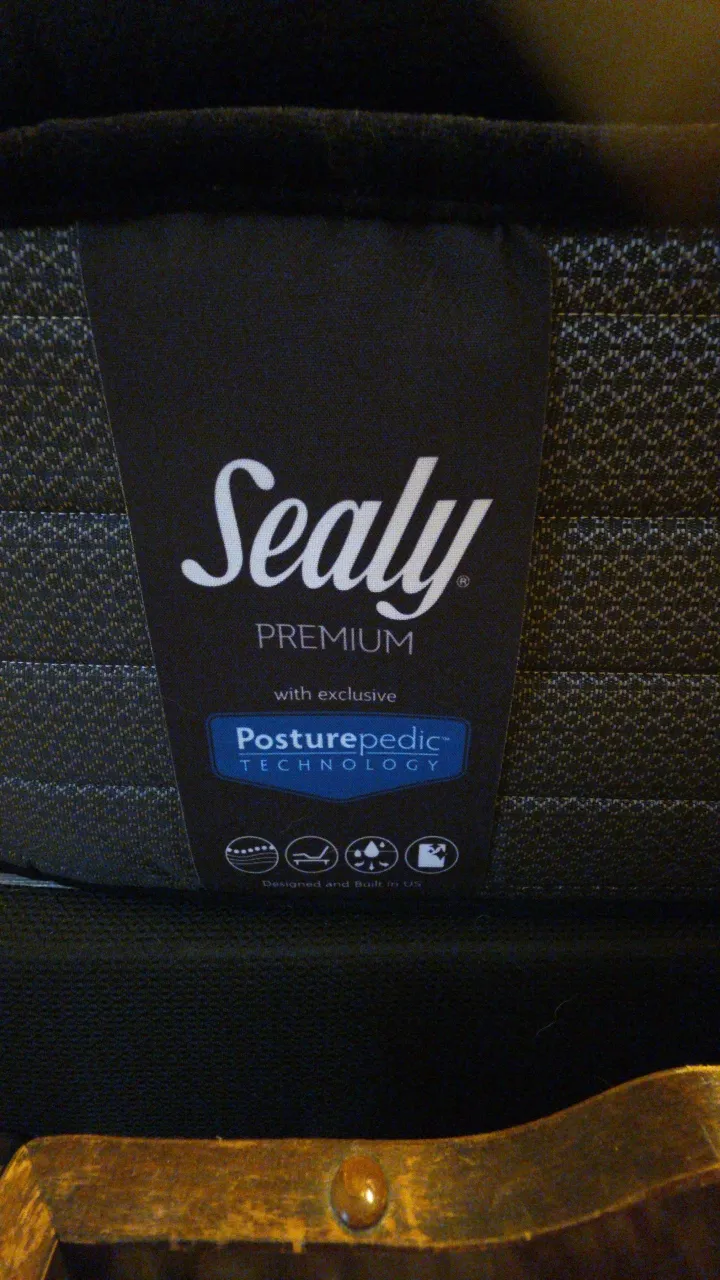 Sealy®
PREMIUM
with exclusive
Posturepedic™
TECHNOLOGY
Designed and Built in US